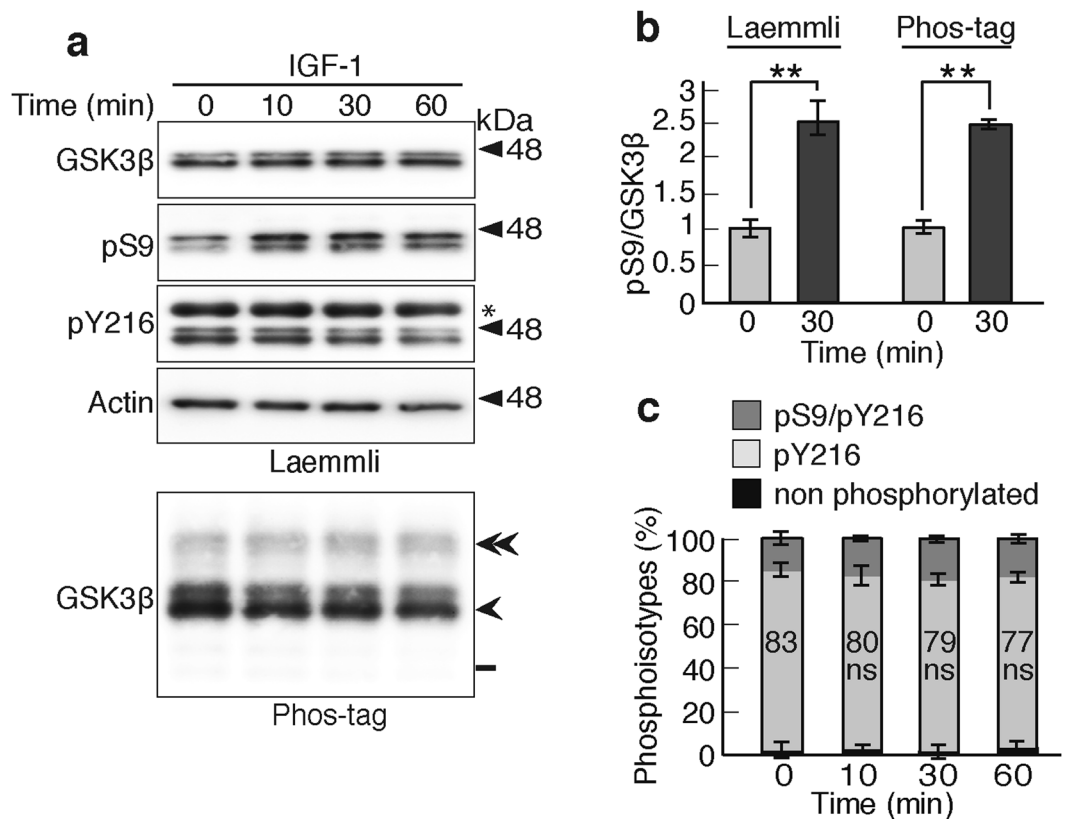 a
IGF-1
Time (min) 0 10 30 60
kDa
GSK3β 48
pS9 48
pY216 * 48
Actin 48
Laemmli
GSK3β
Phos-tag
b
Laemmli Phos-tag
** **
pS9/GSK3β
3
2.5
2
1.5
1
0.5
0
0 30 0 30
Time (min)
c
pS9/pY216
pY216
non phosphorylated
Phosphoisotypes (%)
100
80
60
40
20
0
83 80 79 77
ns ns ns
0 10 30 60
Time (min)